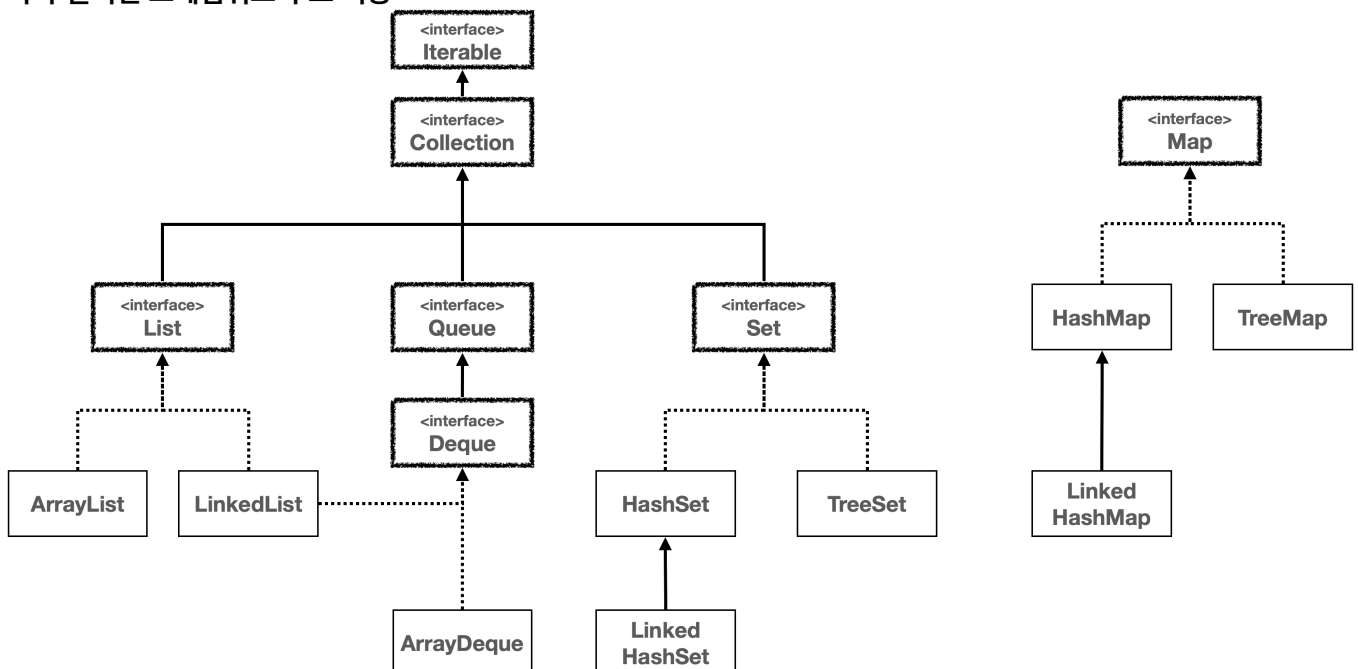 <interface>
Iterable
<interface>
Collection
<interface>
Map
<interface>
List
<interface>
Queue
<interface>
Set
HashMap
TreeMap
<interface>
Deque
ArrayList
LinkedList
HashSet
TreeSet
Linked
HashMap
ArrayDeque
Linked
HashSet